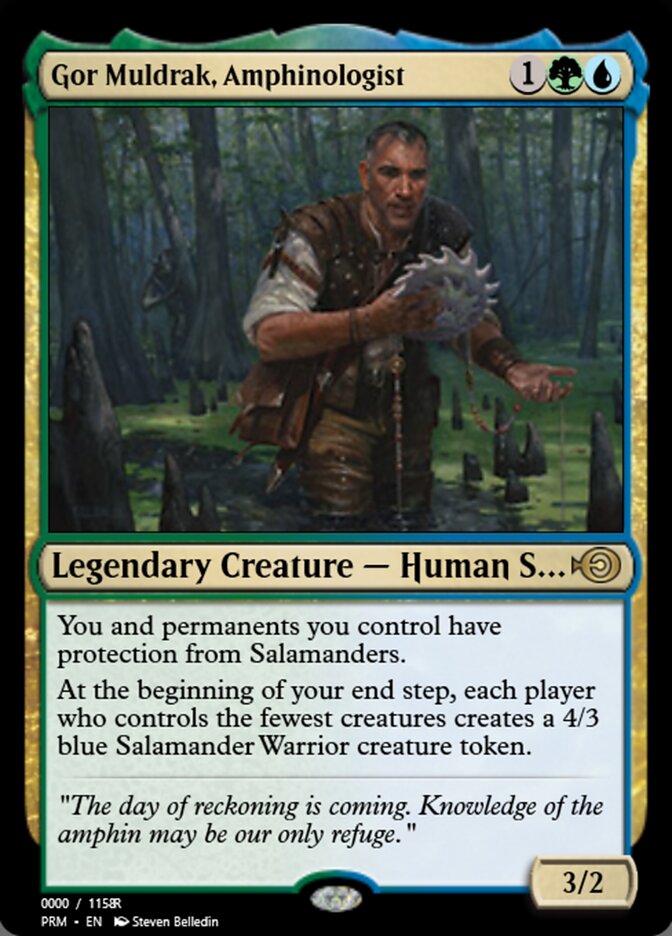 Gor Muldrak, Amphinologist
1
Legendary Creature — Human S...
You and permanents you control have
protection from Salamanders.
At the beginning of your end step, each player
who controls the fewest creatures creates a 4/3
blue Salamander Warrior creature token.
"The day of reckoning is coming. Knowledge of the
amphin may be our only refuge."
3/2
0000 / 1158R
PRM • EN Steven Belledin